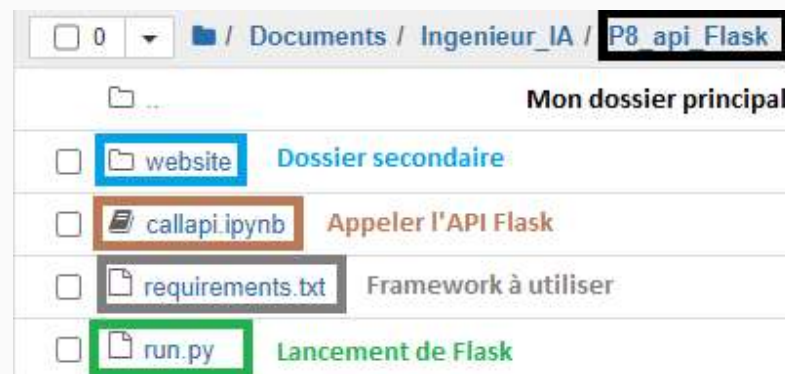 0 / Documents / Ingenieur_IA / P8_api_Flask
.. Mon dossier principal
website Dossier secondaire
callapi.ipynb Appeler l'API Flask
requirements.txt Framework à utiliser
run.py Lancement de Flask